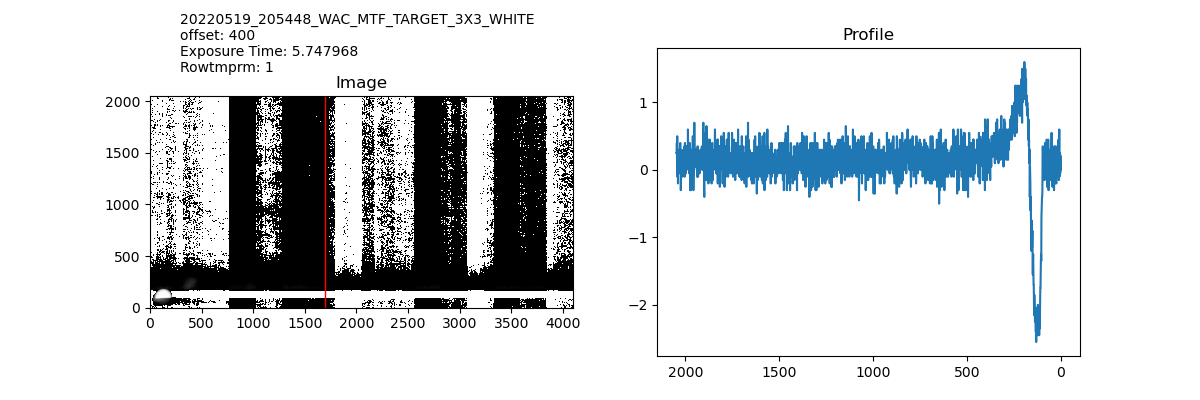 20220519_205448_WAC_MTF_TARGET_3X3_WHITE
offset: 400
Exposure Time: 5.747968
Rowtmprm: 1
Image
2000
1500
1000
500
0
0 500 1000 1500 2000 2500 3000 3500 4000
Profile
1
0
−1
−2
2000 1500 1000 500 0